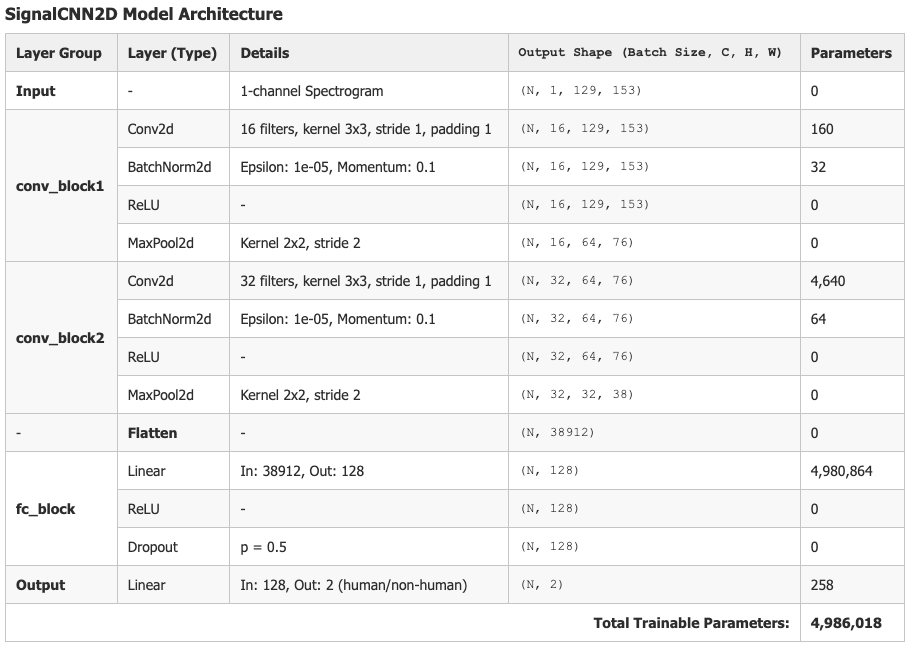 SignalCNN2D Model Architecture
Layer Group Layer (Type) Details Output Shape (Batch Size, C, H, W) Parameters
Input - 1-channel Spectrogram (N, 1, 129, 153) 0
conv_block1 Conv2d 16 filters, kernel 3x3, stride 1, padding 1 (N, 16, 129, 153) 160
BatchNorm2d Epsilon: 1e-05, Momentum: 0.1 (N, 16, 129, 153) 32
ReLU - (N, 16, 129, 153) 0
MaxPool2d Kernel 2x2, stride 2 (N, 16, 64, 76) 0
conv_block2 Conv2d 32 filters, kernel 3x3, stride 1, padding 1 (N, 32, 64, 76) 4,640
BatchNorm2d Epsilon: 1e-05, Momentum: 0.1 (N, 32, 64, 76) 64
ReLU - (N, 32, 64, 76) 0
MaxPool2d Kernel 2x2, stride 2 (N, 32, 32, 38) 0
- Flatten - (N, 38912) 0
fc_block Linear In: 38912, Out: 128 (N, 128) 4,980,864
ReLU - (N, 128) 0
Dropout p = 0.5 (N, 128) 0
Output Linear In: 128, Out: 2 (human/non-human) (N, 2) 258
Total Trainable Parameters: 4,986,018